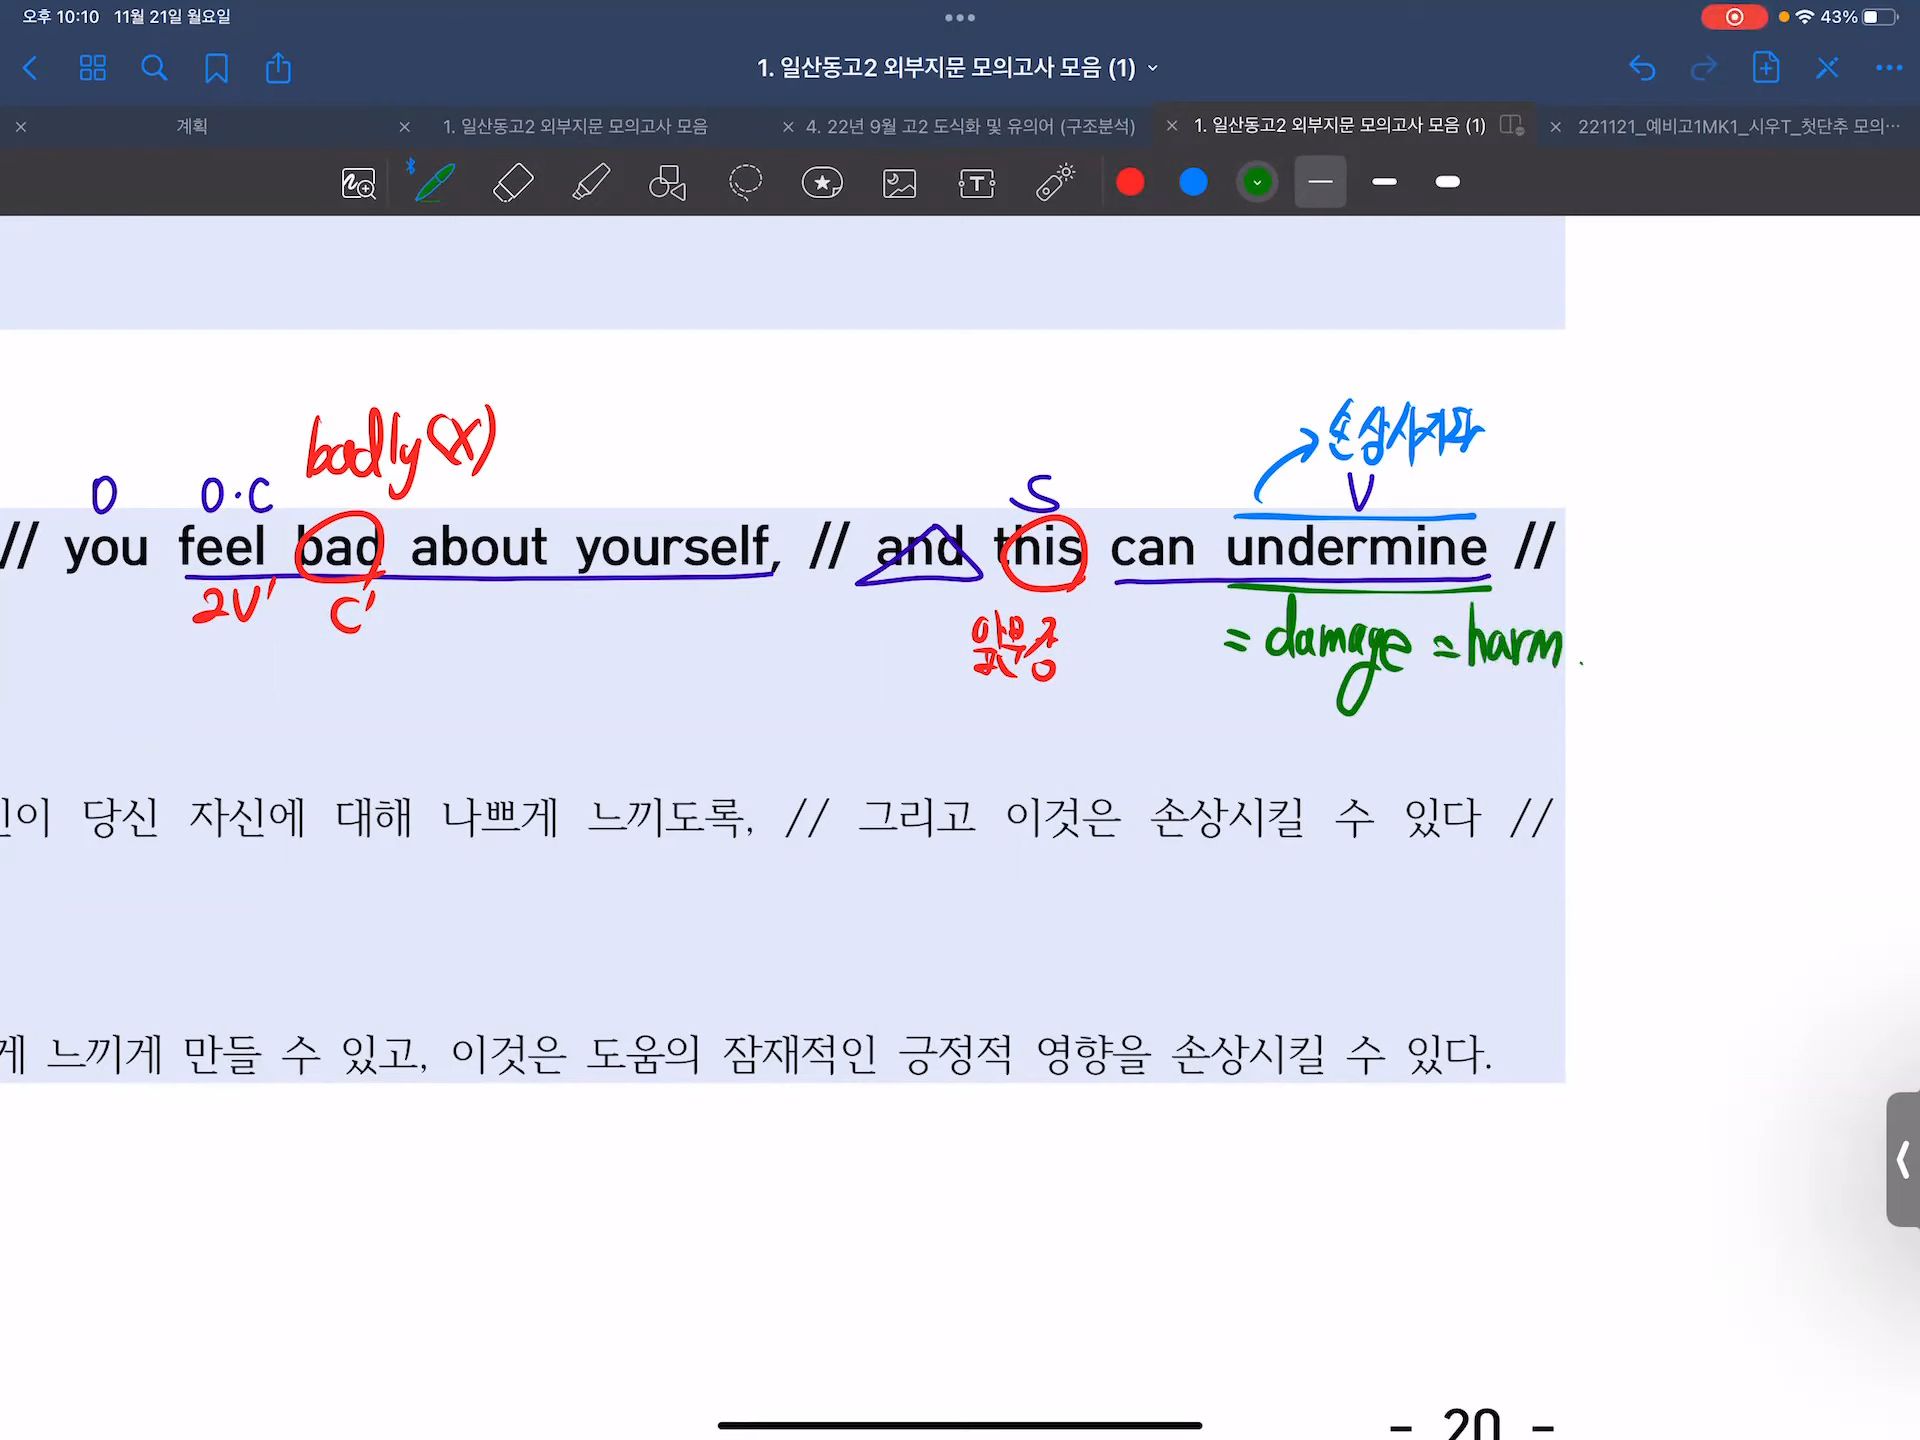 오후 10:10 11월 21일 월요일
43%
1. 일산동고2 외부지문 모의고사 모음 (1)
계획
1. 일산동고2 외부지문 모의고사 모음
4. 22년 9월 고2 도식화 및 유의어 (구조분석)
1. 일산동고2 외부지문 모의고사 모음 (1)
221121_예비고1MK1_시우T_첫단추 모의…
badly (X)
손상시키다
O O·C S V
// you feel bad about yourself, // and this can undermine //
2V' C' 앞문장 = damage = harm
당신 자신에 대해 나쁘게 느끼도록, // 그리고 이것은 손상시킬 수 있다 //
게 느끼게 만들 수 있고, 이것은 도움의 잠재적인 긍정적 영향을 손상시킬 수 있다.
- 20 -